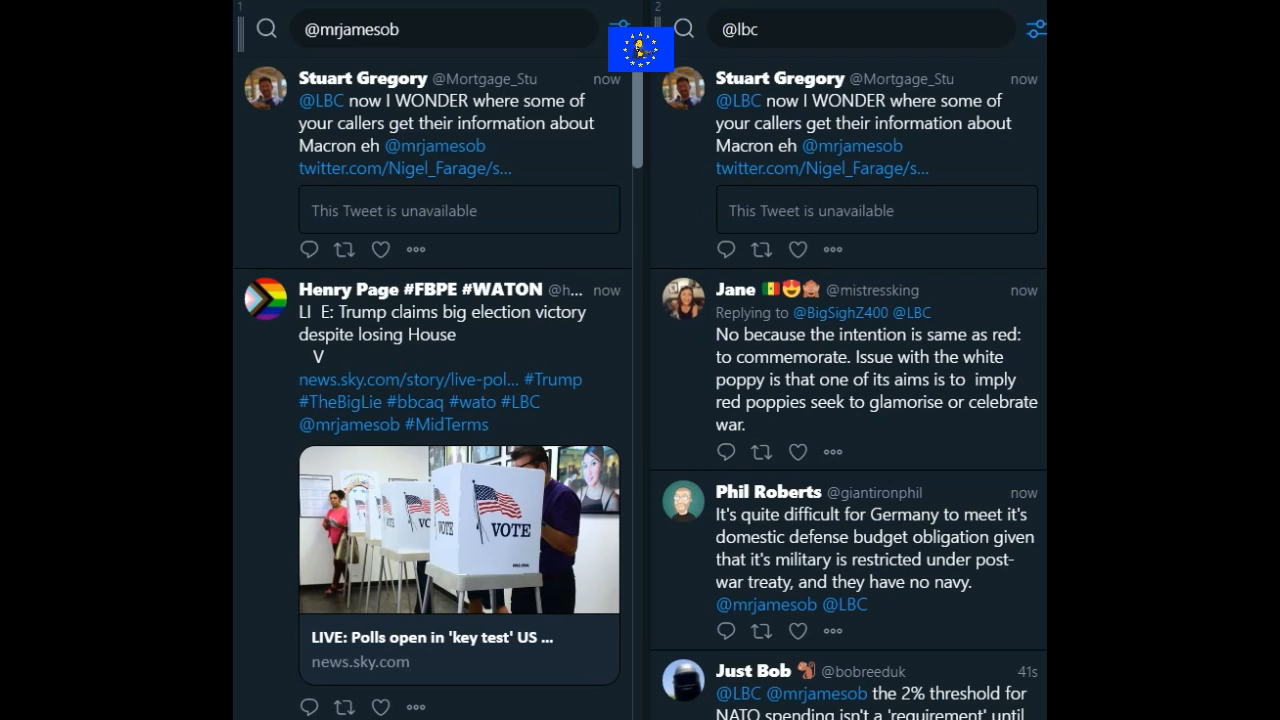 1
@mrjamesob
Stuart Gregory @Mortgage_Stu now
@LBC now I WONDER where some of
your callers get their information about
Macron eh @mrjamesob
twitter.com/Nigel_Farage/s...
This Tweet is unavailable
Henry Page #FBPE #WATON @h... now
LI E: Trump claims big election victory
despite losing House
V
news.sky.com/story/live-pol... #Trump
#TheBigLie #bbcaq #wato #LBC
@mrjamesob #MidTerms
VOTE
VOTE
LIVE: Polls open in 'key test' US ...
news.sky.com
2
@lbc
Stuart Gregory @Mortgage_Stu now
@LBC now I WONDER where some of
your callers get their information about
Macron eh @mrjamesob
twitter.com/Nigel_Farage/s...
This Tweet is unavailable
Jane @mistressking now
Replying to @BigSighZ400 @LBC
No because the intention is same as red:
to commemorate. Issue with the white
poppy is that one of its aims is to imply
red poppies seek to glamorise or celebrate
war.
Phil Roberts @giantironphil now
It's quite difficult for Germany to meet it's
domestic defense budget obligation given
that it's military is restricted under post-
war treaty, and they have no navy.
@mrjamesob @LBC
Just Bob @bobreeduk 41s
@LBC @mrjamesob the 2% threshold for
NATO spending isn't a 'requirement' until